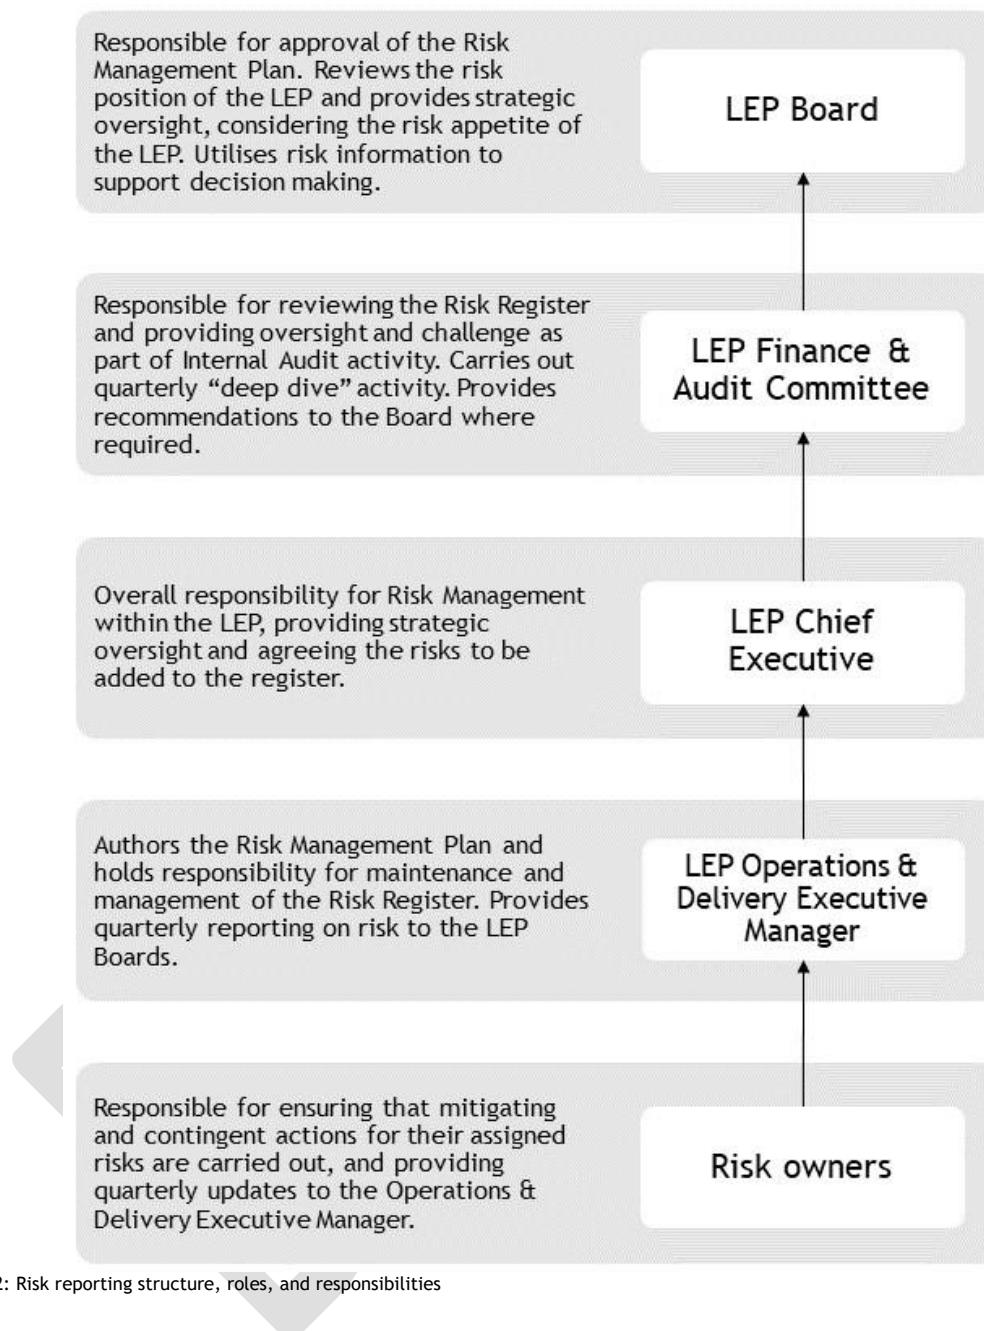 Responsible for approval of the Risk
Management Plan. Reviews the risk
position of the LEP and provides strategic
oversight, considering the risk appetite of
the LEP. Utilises risk information to
support decision making.
LEP Board
Responsible for reviewing the Risk Register
and providing oversight and challenge as
part of Internal Audit activity. Carries out
quarterly “deep dive” activity. Provides
recommendations to the Board where
required.
LEP Finance &
Audit Committee
Overall responsibility for Risk Management
within the LEP, providing strategic
oversight and agreeing the risks to be
added to the register.
LEP Chief
Executive
Authors the Risk Management Plan and
holds responsibility for maintenance and
management of the Risk Register. Provides
quarterly reporting on risk to the LEP
Boards.
LEP Operations &
Delivery Executive
Manager
Responsible for ensuring that mitigating
and contingent actions for their assigned
risks are carried out, and providing
quarterly updates to the Operations &
Delivery Executive Manager.
Risk owners
2: Risk reporting structure, roles, and responsibilities